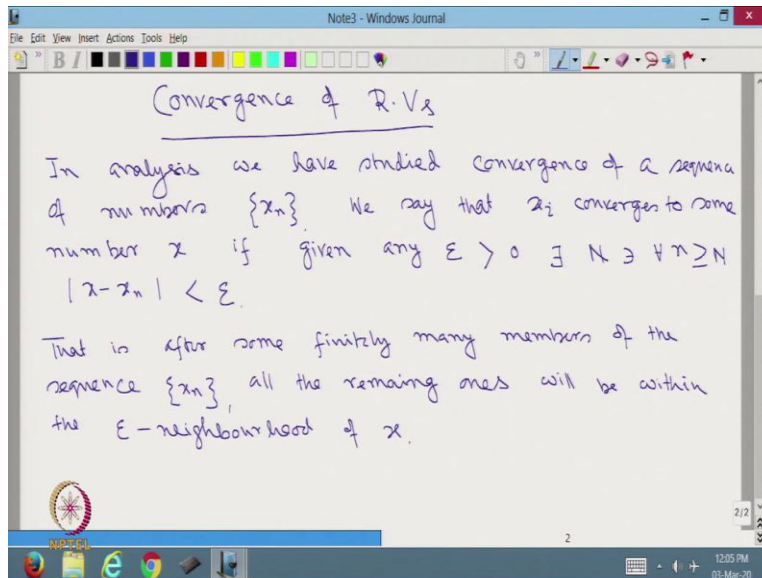 Note3 - Windows Journal
File Edit View Insert Actions Tools Help
B I
Convergence of R.Vs
In analysis we have studied convergence of a sequenc
of numbers {xₙ}. We say that xᵢ converges to some
number x if given any ε > 0 ∃ N ∋ ∀ n ≥ N
|x - xₙ| < ε.
That is after some finitely many members of the
sequence {xₙ}, all the remaing ones will be within
the ε-neighbourhood of x.
NPTEL
2/2
2
12:05 PM
03-Mar-20